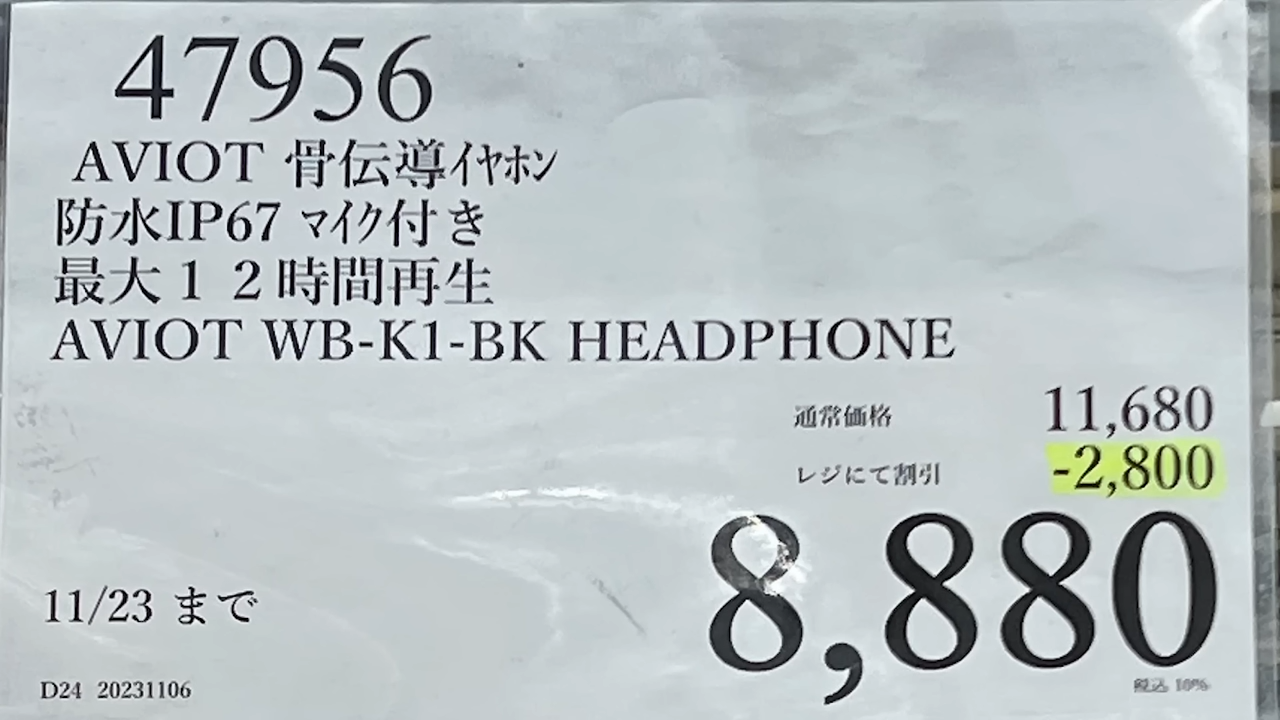 47956
AVIOT 骨伝導ｲﾔﾎﾝ
防水IP67 ﾏｲｸ付き
最大１２時間再生
AVIOT WB-K1-BK HEADPHONE
通常価格 11,680
レジにて割引 -2,800
8,880
11/23 まで
税込 10%
D24 20231106